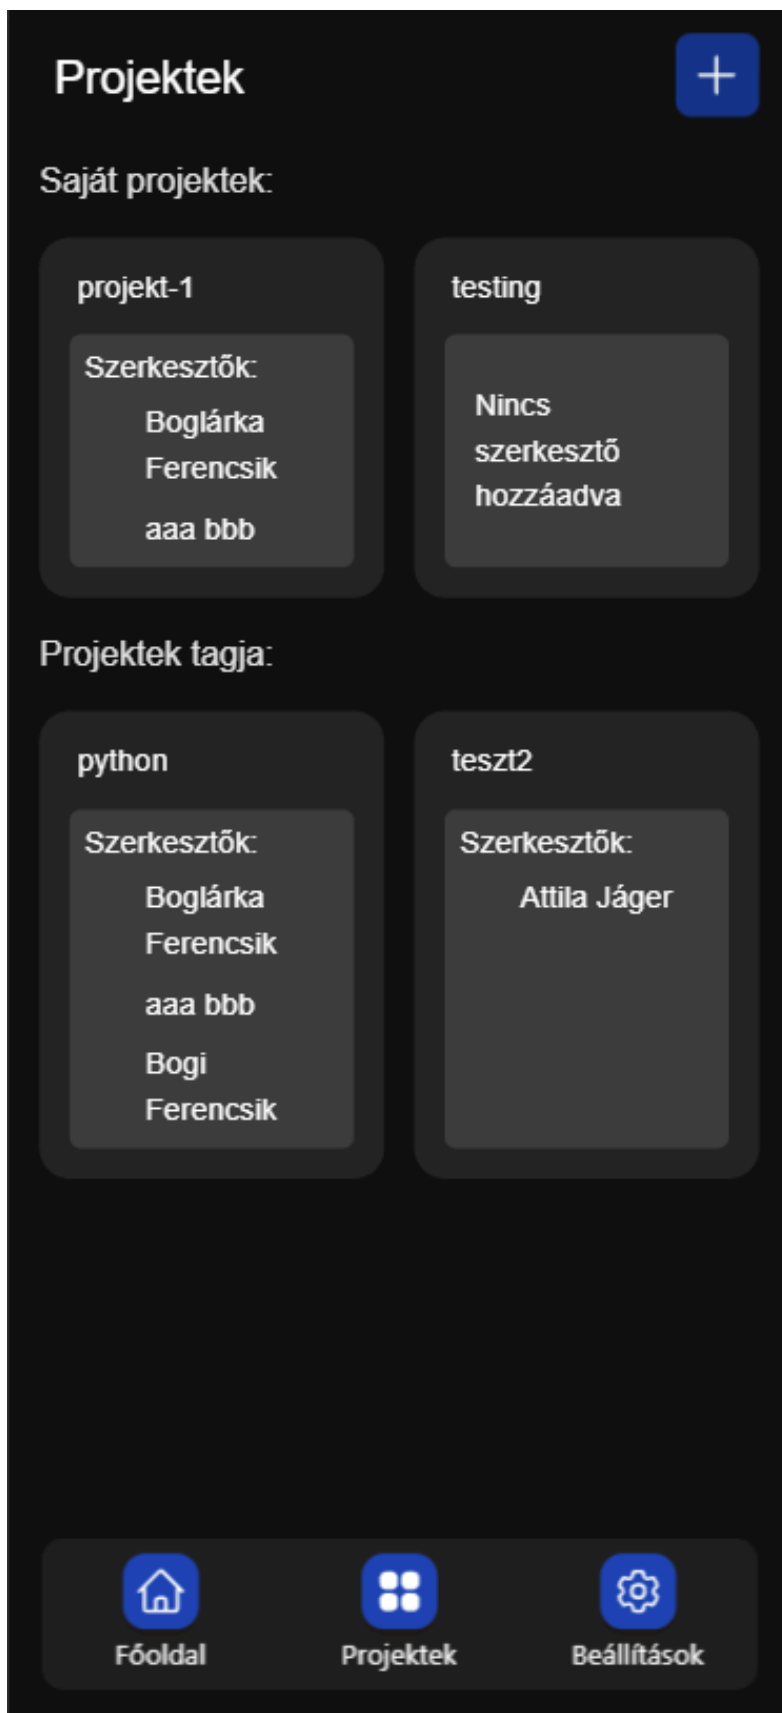 Projektek
Saját projektek:
projekt-1
Szerkesztők:
Boglárka
Ferencsik
aaa bbb
testing
Nincs
szerkesztő
hozzáadva
Projektek tagja:
python
Szerkesztők:
Boglárka
Ferencsik
aaa bbb
Bogi
Ferencsik
teszt2
Szerkesztők:
Attila Jáger
Főoldal
Projektek
Beállítások